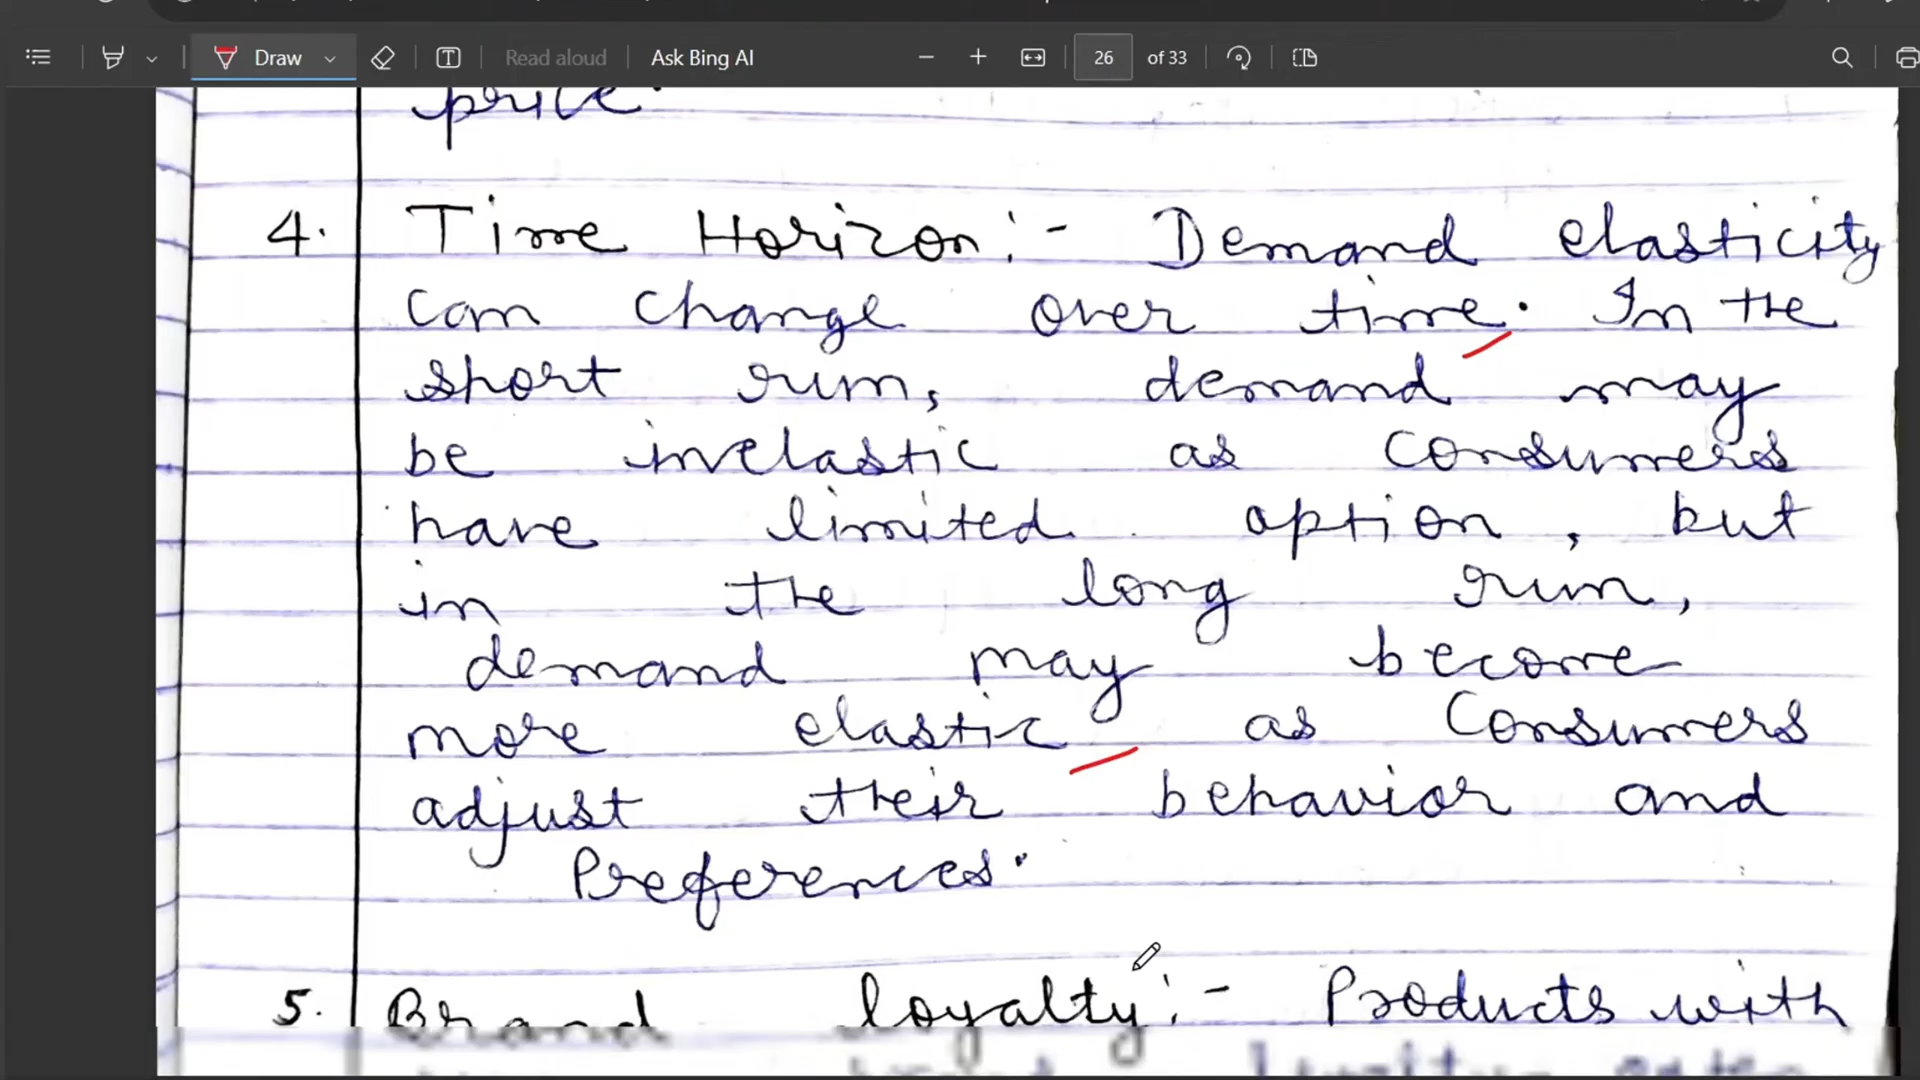 Draw
Read aloud
Ask Bing AI
26 of 33
price.
4. Time Horizon :- Demand elasticity
can change over time. In the
short run, demand may
be inelastic as consumers
have limited option, but
in the long run,
demand may become
more elastic as Consumers
adjust their behavior and
Preferences.
5. Brand loyalty :- Products with